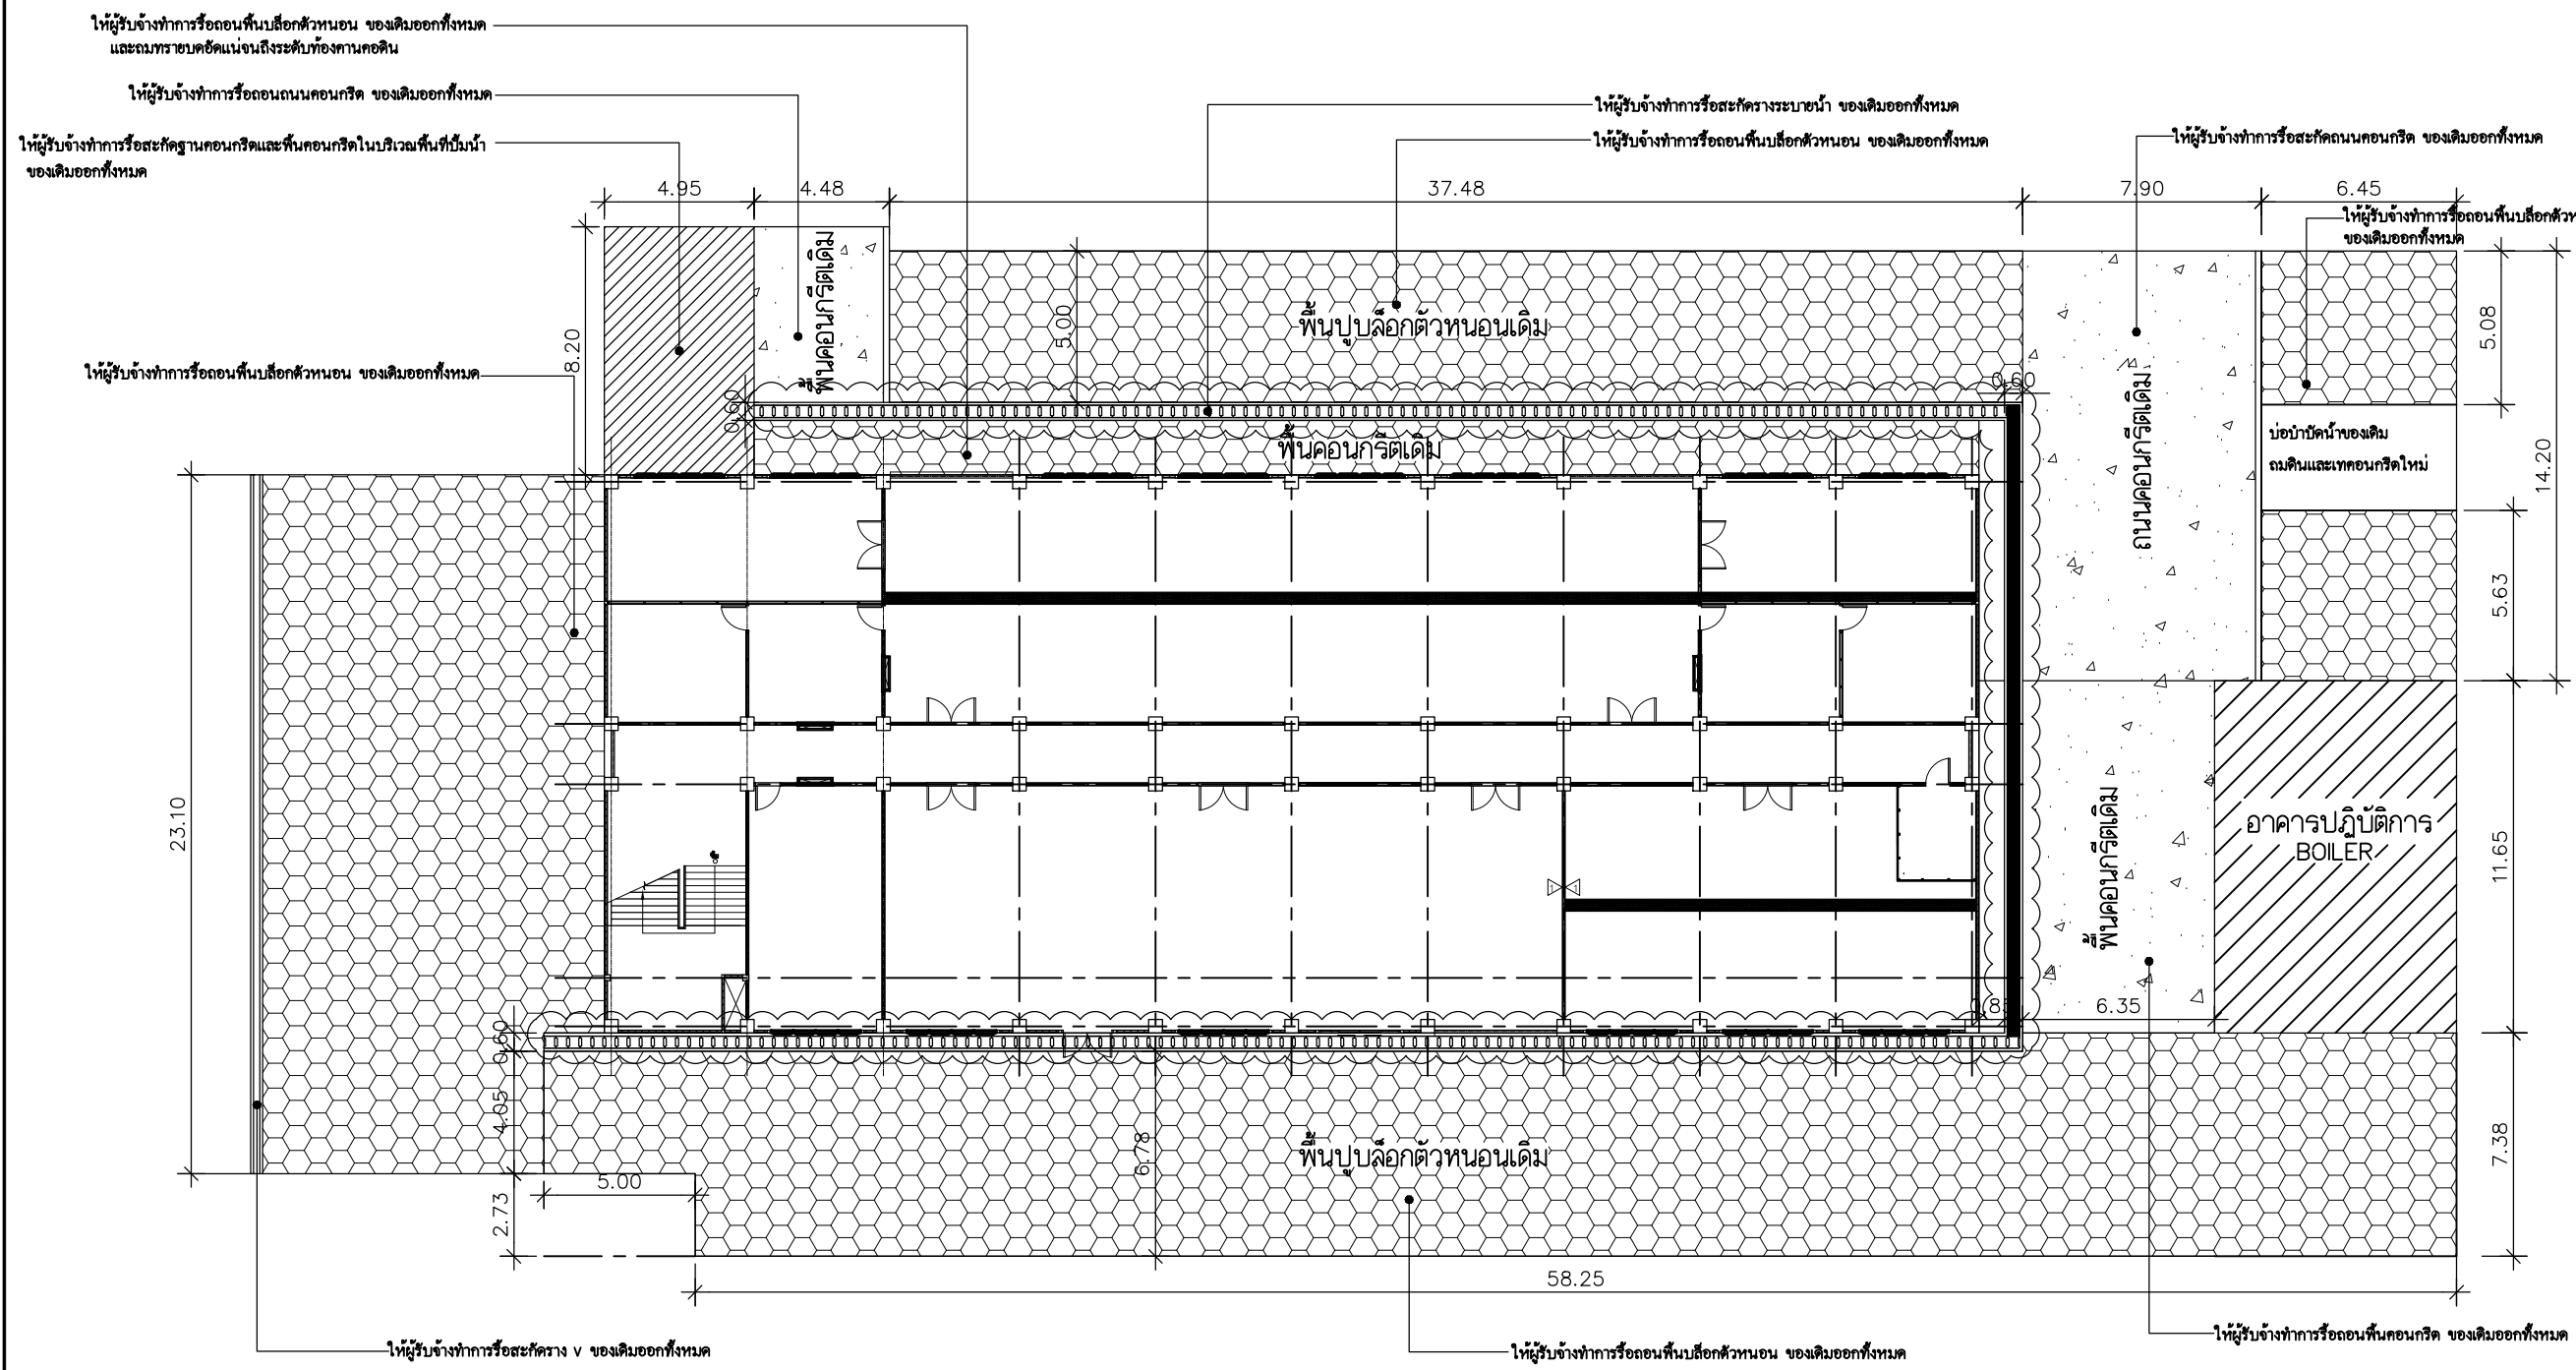 ให้ผู้รับจ้างทำการรื้อถอนพื้นบล็อกตัวหนอน ของเดิมออกทั้งหมด
และถมทรายบดอัดแน่นจนถึงระดับท้องคานคอดิน
ให้ผู้รับจ้างทำการรื้อถอนถนนคอนกรีต ของเดิมออกทั้งหมด
ให้ผู้รับจ้างทำการรื้อสะกัดฐานคอนกรีตและพื้นคอนกรีตในบริเวณพื้นที่ปั๊มน้ำ
ของเดิมออกทั้งหมด
ให้ผู้รับจ้างทำการรื้อสะกัดรางระบายน้ำ ของเดิมออกทั้งหมด
ให้ผู้รับจ้างทำการรื้อถอนพื้นบล็อกตัวหนอน ของเดิมออกทั้งหมด
ให้ผู้รับจ้างทำการรื้อสะกัดถนนคอนกรีต ของเดิมออกทั้งหมด
4.95
4.48
37.48
7.90
6.45
ให้ผู้รับจ้างทำการรื้อถอนพื้นบล็อกตัวห
ของเดิมออกทั้งหมด
8.20
พื้นคอนกรีตเดิม
5.00
พื้นปูบล็อกตัวหนอนเดิม
5.08
ให้ผู้รับจ้างทำการรื้อถอนพื้นบล็อกตัวหนอน ของเดิมออกทั้งหมด
0.60
0.60
พื้นคอนกรีตเดิม
ถนนคอนกรีตเดิม
บ่อบำบัดน้ำของเดิม
ถมดินและเทคอนกรีตใหม่
14.20
5.63
23.10
พื้นคอนกรีตเดิม
อาคารปฏิบัติการ
BOILER
11.65
1
1
0.85
6.35
0.60
4.05
6.78
พื้นปูบล็อกตัวหนอนเดิม
7.38
5.00
2.73
58.25
ให้ผู้รับจ้างทำการรื้อสะกัดราง v ของเดิมออกทั้งหมด
ให้ผู้รับจ้างทำการรื้อถอนพื้นบล็อกตัวหนอน ของเดิมออกทั้งหมด
ให้ผู้รับจ้างทำการรื้อถอนพื้นคอนกรีต ของเดิมออกทั้งหมด